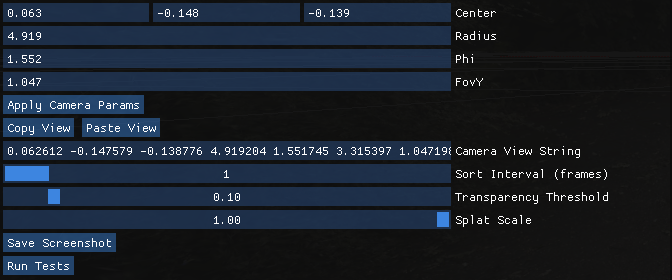 0.063 -0.148 -0.139 Center
4.919 Radius
1.552 Phi
1.047 FovY
Apply Camera Params
Copy View Paste View
0.062612 -0.147579 -0.138776 4.919204 1.551745 3.315397 1.047198 Camera View String
1 Sort Interval (frames)
0.10 Transparency Threshold
1.00 Splat Scale
Save Screenshot
Run Tests